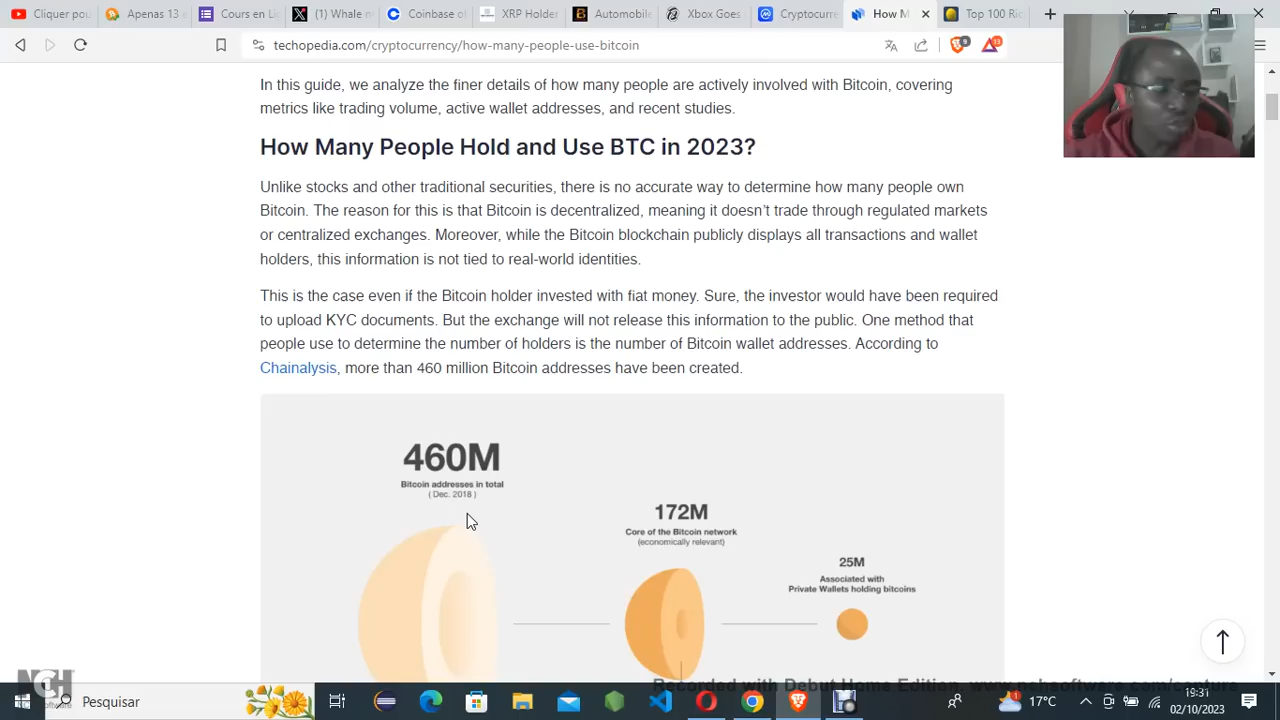 Clique pou
Apenas 13 e
Cours en Li
(1) Whale e
Coinbase o
XRP Holder
Automobile
Xbox Goes
Cryptocurre
How M
Top 100 Ric
techopedia.com/cryptocurrency/how-many-people-use-bitcoin
In this guide, we analyze the finer details of how many people are actively involved with Bitcoin, covering
metrics like trading volume, active wallet addresses, and recent studies.
How Many People Hold and Use BTC in 2023?
Unlike stocks and other traditional securities, there is no accurate way to determine how many people own
Bitcoin. The reason for this is that Bitcoin is decentralized, meaning it doesn’t trade through regulated markets
or centralized exchanges. Moreover, while the Bitcoin blockchain publicly displays all transactions and wallet
holders, this information is not tied to real-world identities.
This is the case even if the Bitcoin holder invested with fiat money. Sure, the investor would have been required
to upload KYC documents. But the exchange will not release this information to the public. One method that
people use to determine the number of holders is the number of Bitcoin wallet addresses. According to
Chainalysis, more than 460 million Bitcoin addresses have been created.
460M
Bitcoin addresses in total
( Dec. 2018 )
172M
Core of the Bitcoin network
(economically relevant)
25M
Associated with
Private Wallets holding bitcoins
NCH
Recorded with Debut Home Edition. www.nchsoftware.com/capture
Pesquisar
17°C
19:31
02/10/2023